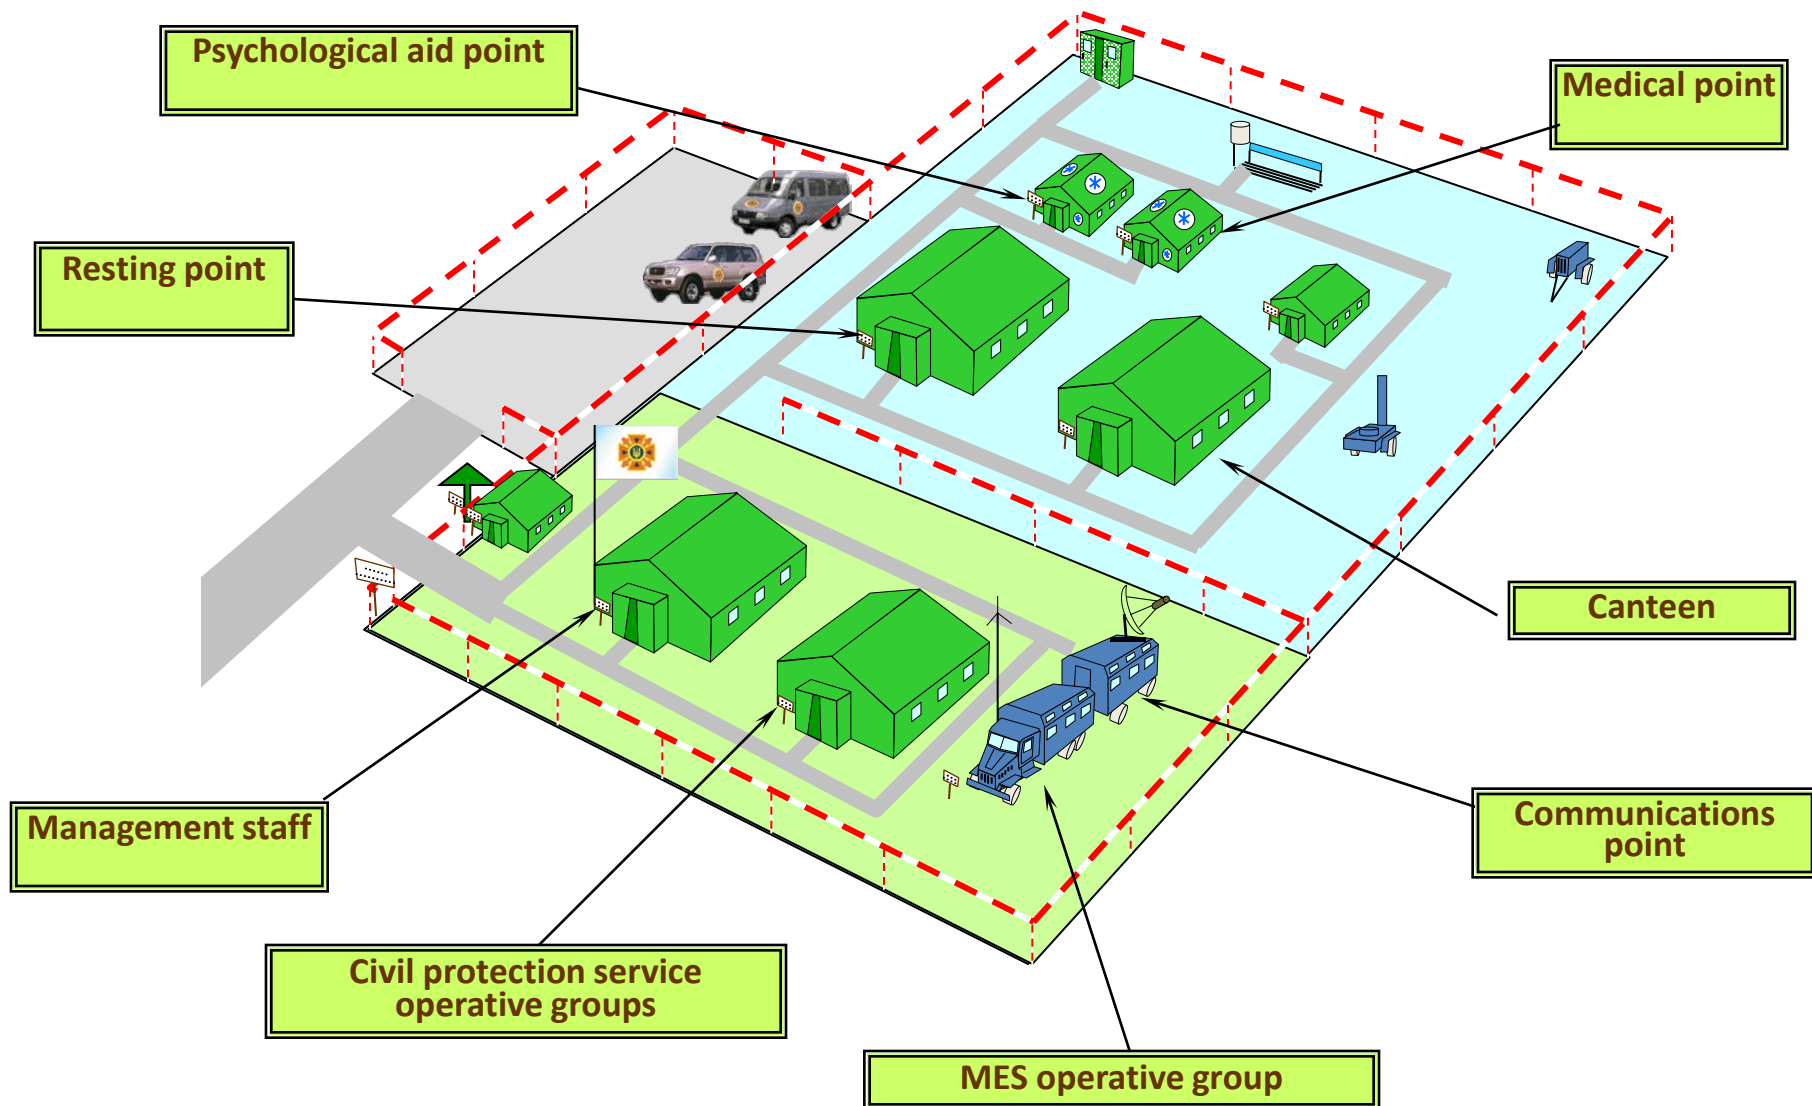 Psychological aid point
Medical point
Resting point
Canteen
Management staff
Communications
point
Civil protection service
operative groups
MES operative group